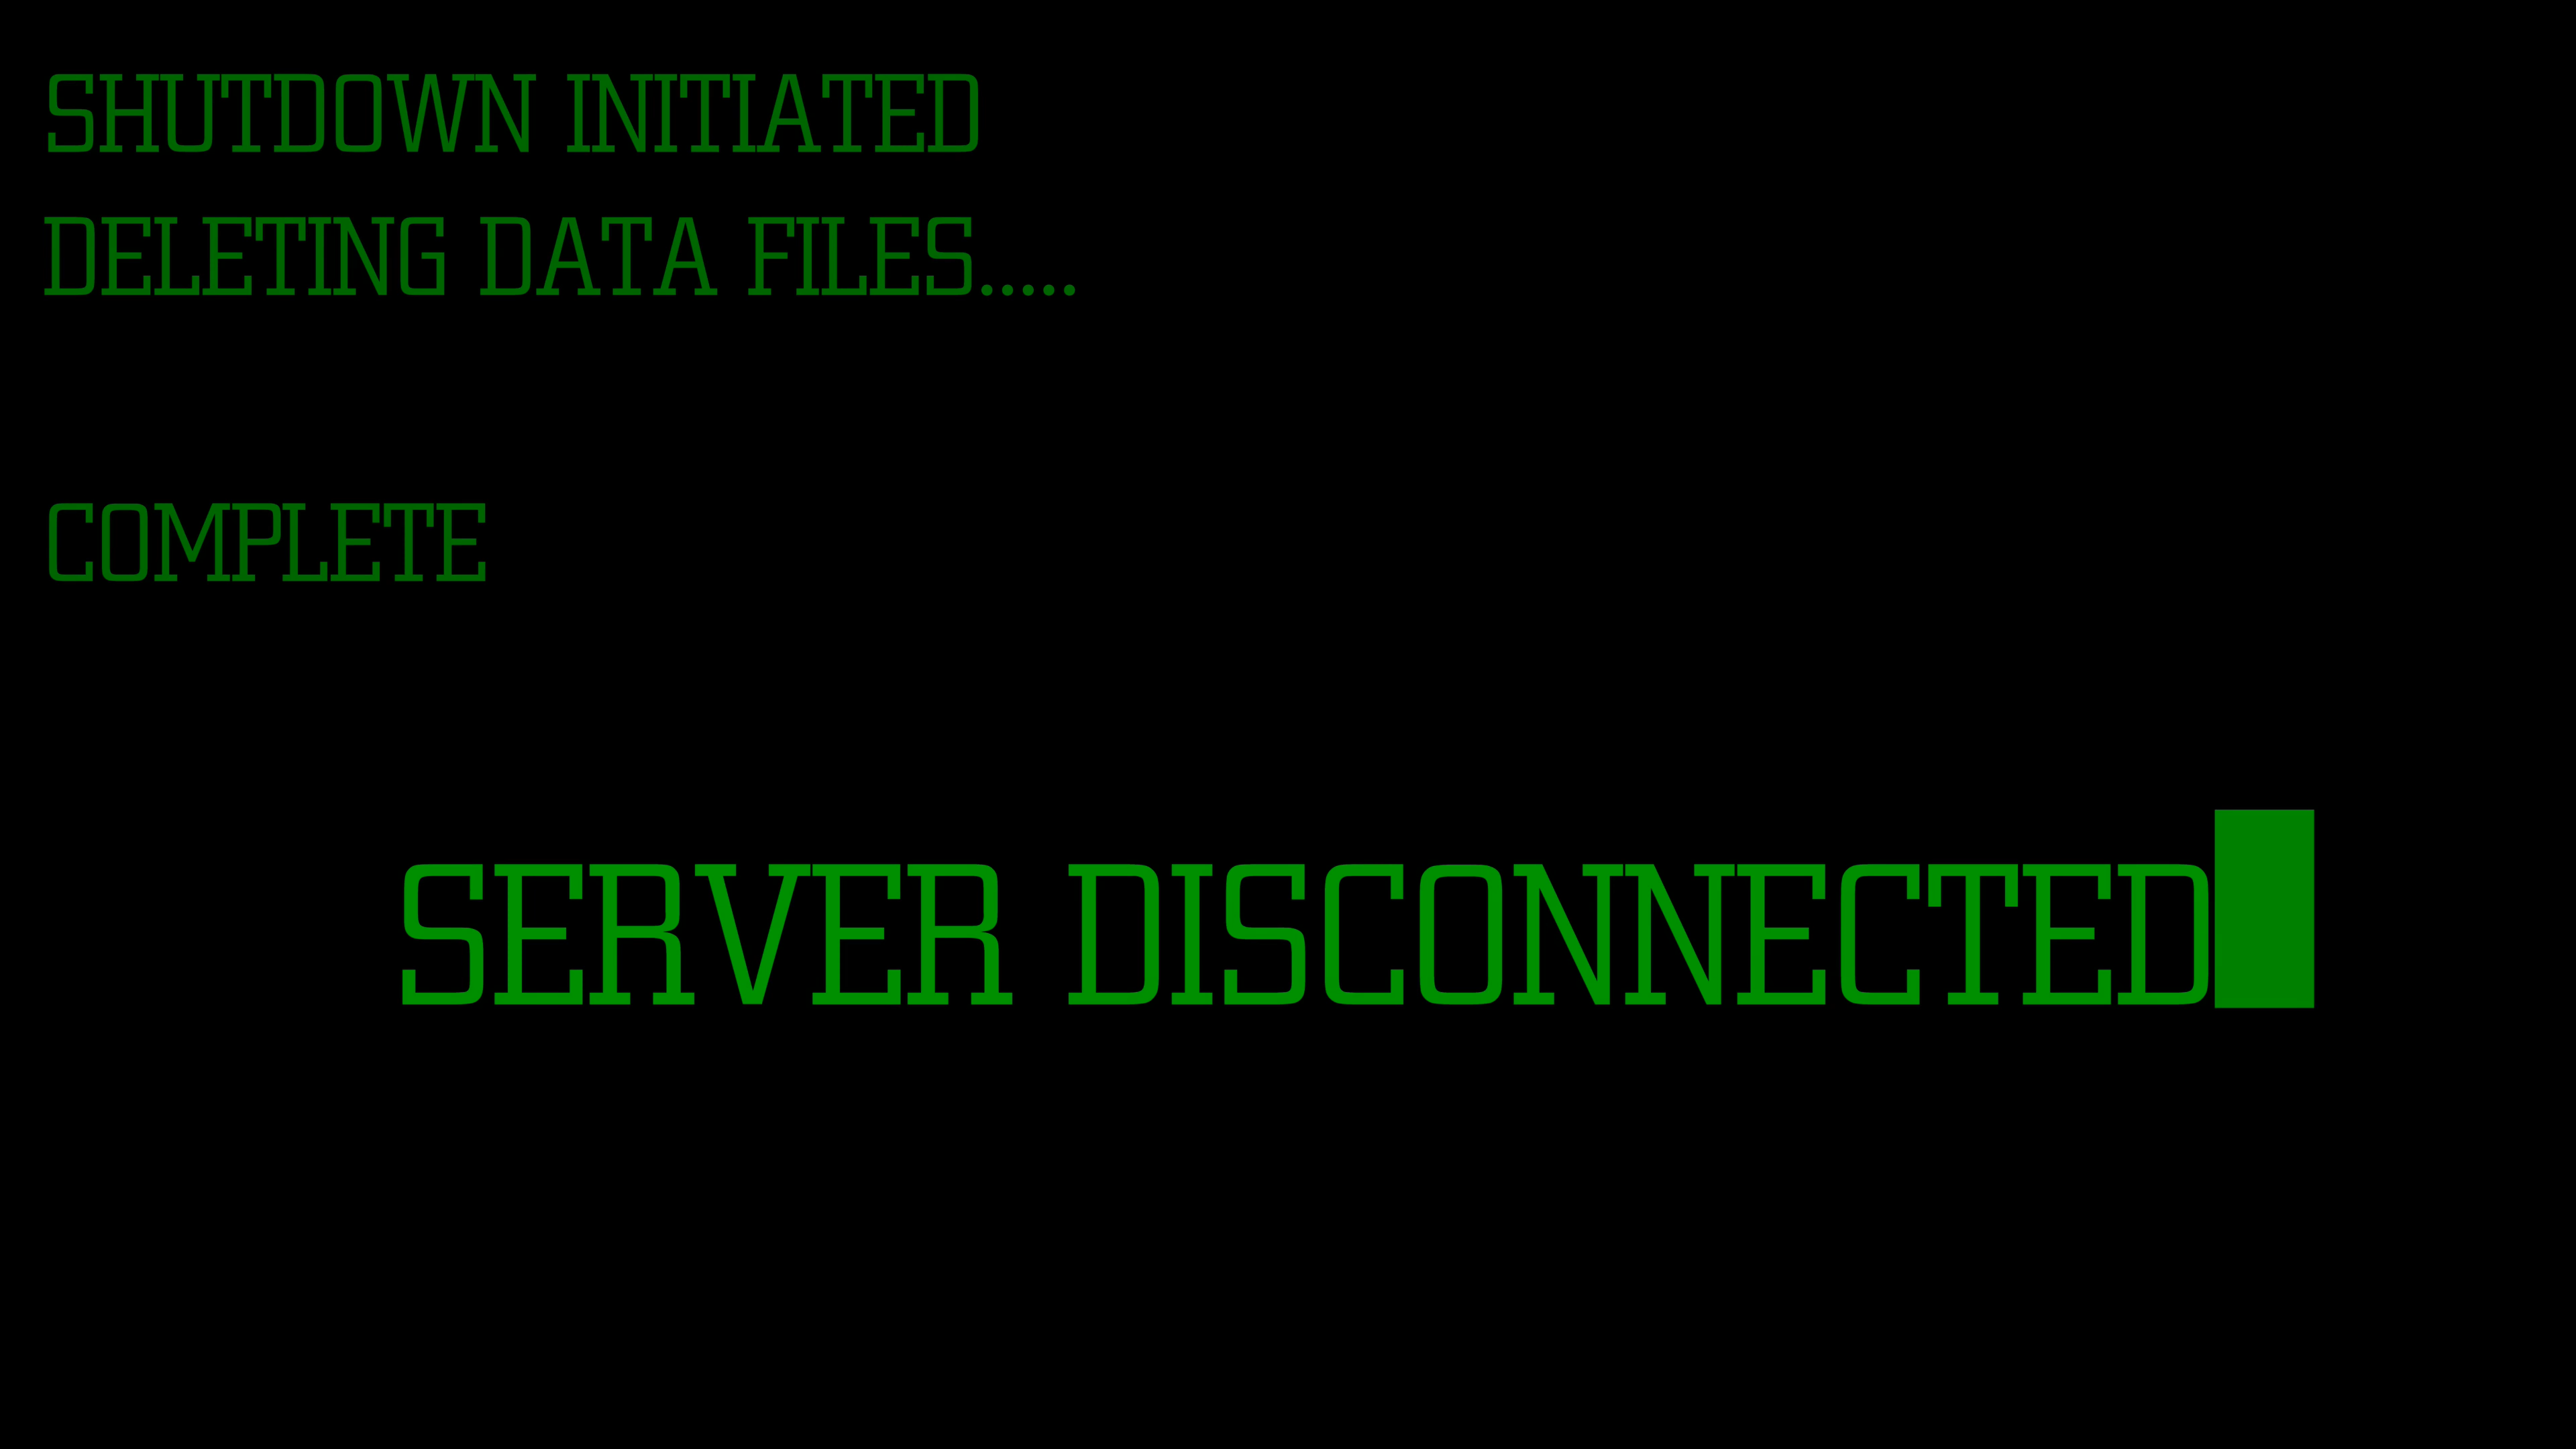 SHUTDOWN INITIATED
DELETING DATA FILES.....
COMPLETE
SERVER DISCONNECTED